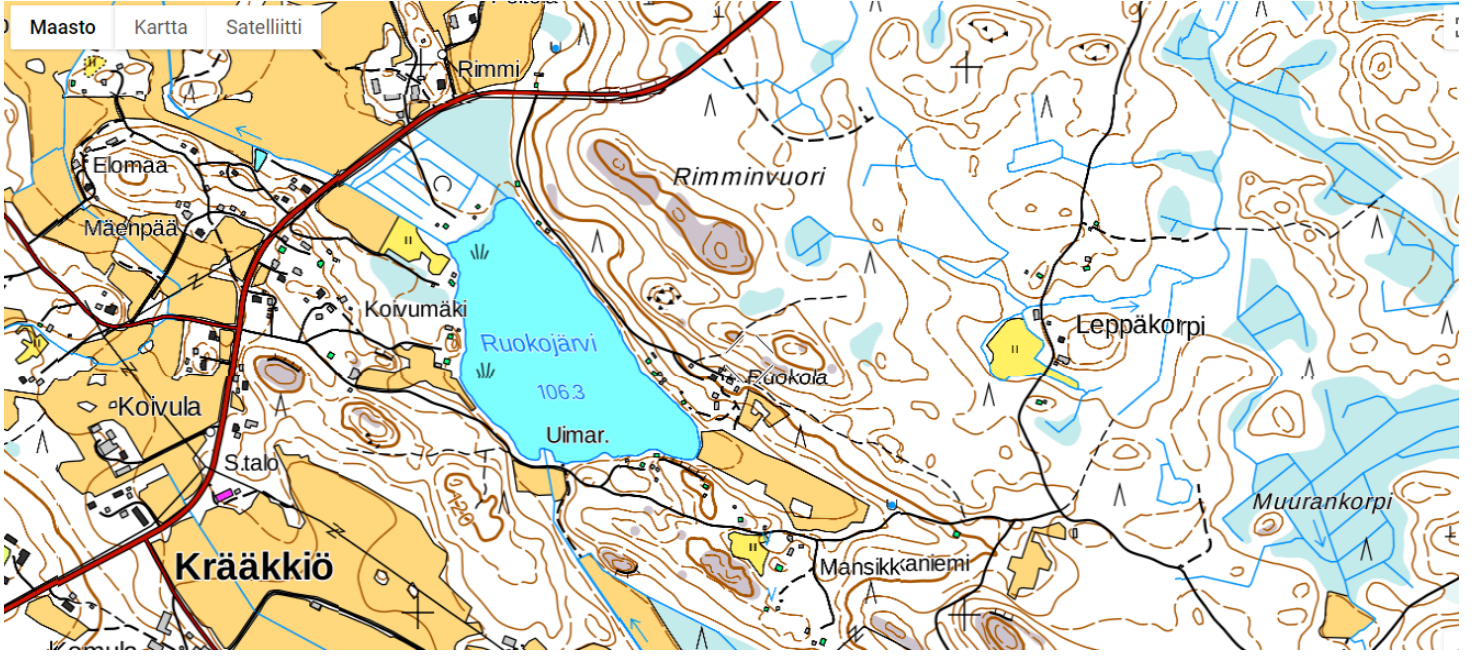 Maasto
Kartta
Satelliitti
Rimmi
Elomaa
Rimminvuori
Mäenpää
Koivumäki
Ruokojärvi
106.3
Leppäkorpi
Ruokola
Koivula
Uimar.
S.talo
120
Muurankorpi
Krääkkiö
Mansikkaniemi